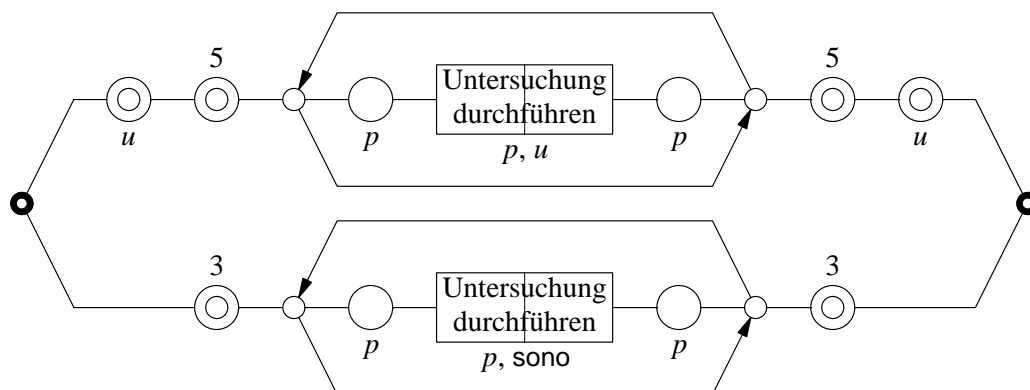 5 5
Untersuchung
durchführen
u p p, u p u
3 3
Untersuchung
durchführen
p p, sono p